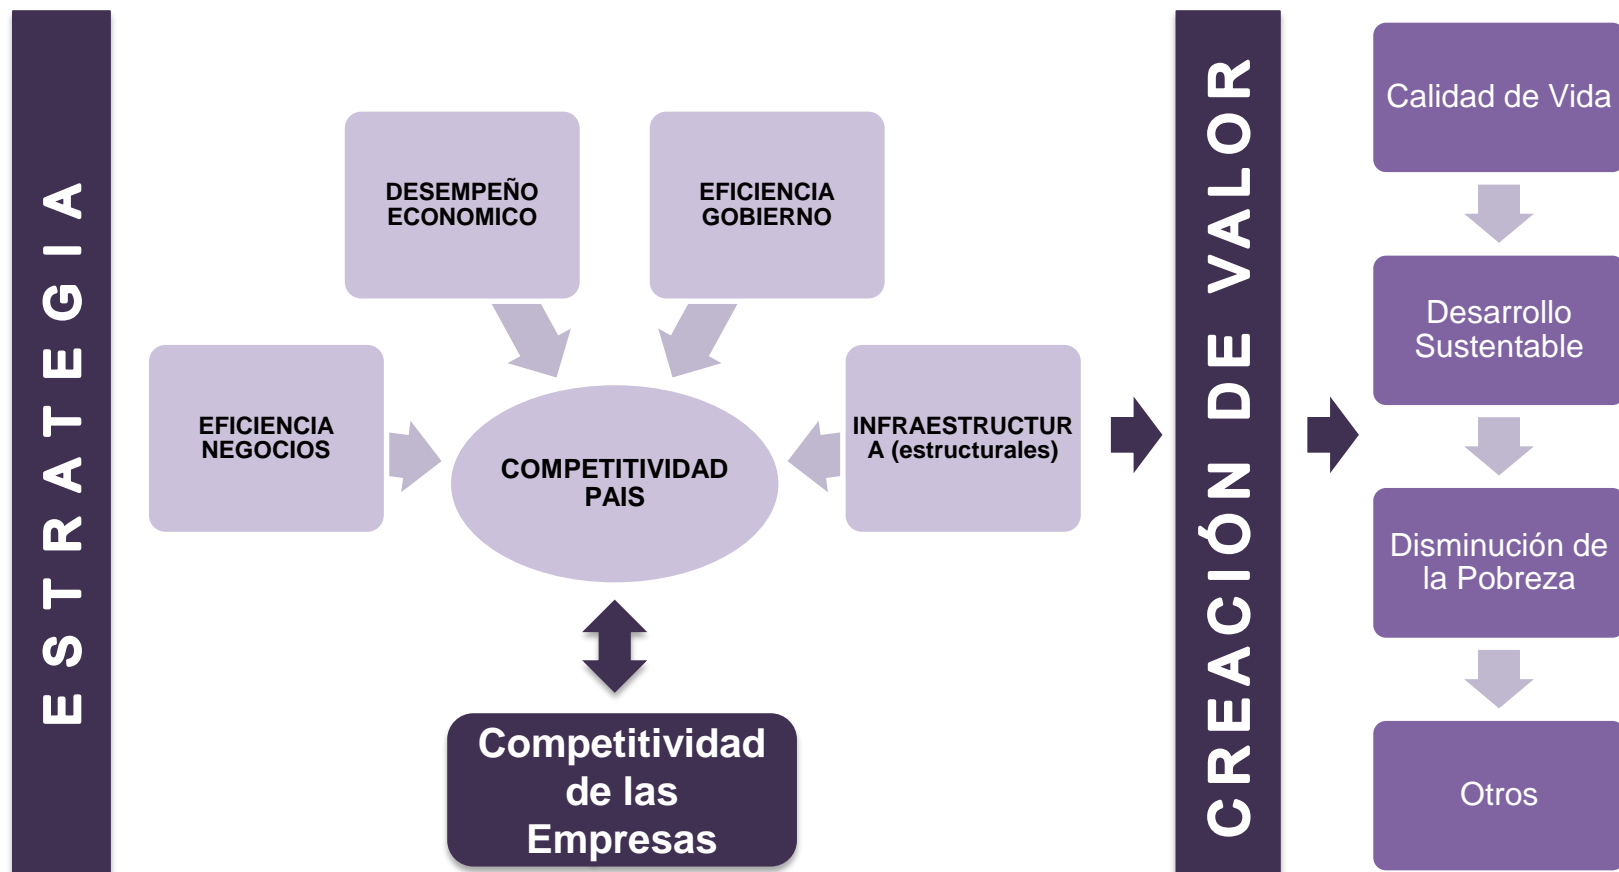 ESTRATEGIA
DESEMPEÑO
ECONOMICO
EFICIENCIA
GOBIERNO
EFICIENCIA
NEGOCIOS
INFRAESTRUCTUR
A (estructurales)
COMPETITIVIDAD
PAIS
Competitividad
de las
Empresas
CREACIÓN DE VALOR
Calidad de Vida
Desarrollo
Sustentable
Disminución de
la Pobreza
Otros